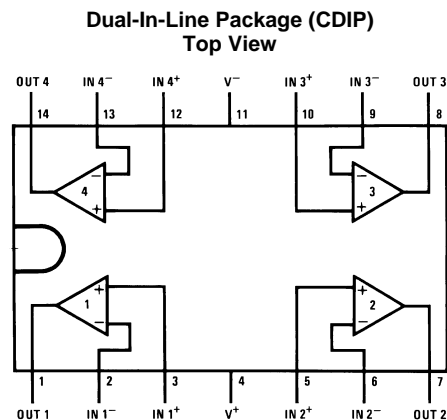 Dual-In-Line Package (CDIP)
Top View
OUT 4 IN 4⁻ IN 4⁺ V⁻ IN 3⁺ IN 3⁻ OUT 3
14 13 12 11 10 9 8
4 − + − + 3
1 + − + − 2
1 2 3 4 5 6 7
OUT 1 IN 1⁻ IN 1⁺ V⁺ IN 2⁺ IN 2⁻ OUT 2